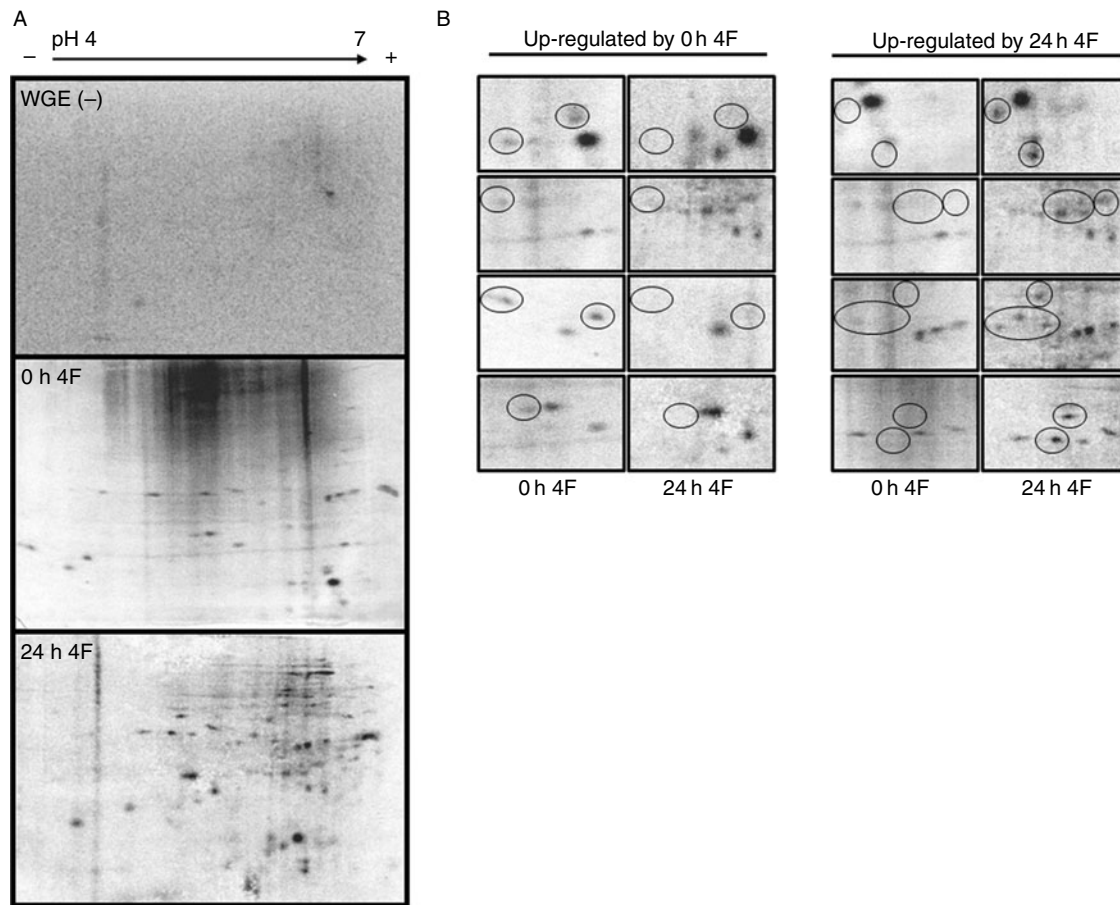 A
pH 4 7
– +
WGE (–)
0 h 4F
24 h 4F
B
Up-regulated by 0 h 4F
Up-regulated by 24 h 4F
0 h 4F 24 h 4F
0 h 4F 24 h 4F